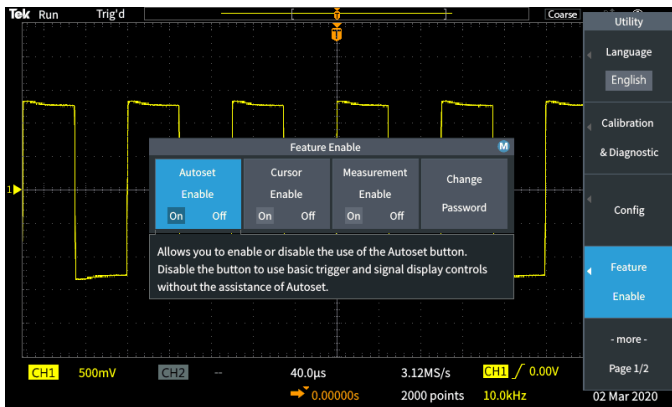 Tek Run Trig'd
T
T
Coarse
Utility
Language
English
Calibration
& Diagnostic
Config
Feature
Enable
- more -
Page 1/2
Feature Enable M
Autoset
Enable
On Off
Cursor
Enable
On Off
Measurement
Enable
On Off
Change
Password
Allows you to enable or disable the use of the Autoset button.
Disable the button to use basic trigger and signal display controls
without the assistance of Autoset.
1
CH1 500mV CH2 -- 40.0µs 3.12MS/s CH1 0.00V
0.00000s 2000 points 10.0kHz 02 Mar 2020